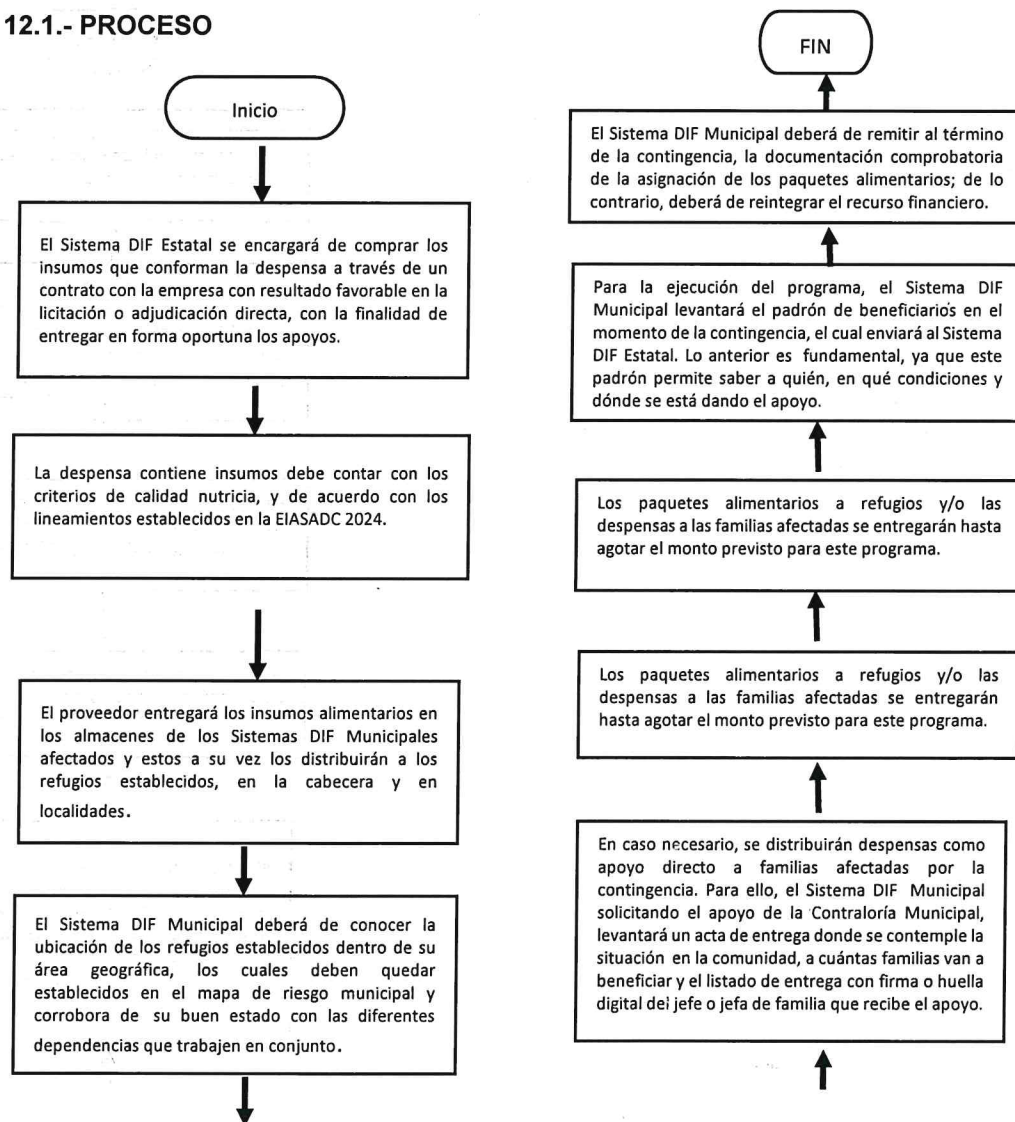 12.1.- PROCESO
Inicio
El Sistema DIF Estatal se encargará de comprar los
insumos que conforman la despensa a través de un
contrato con la empresa con resultado favorable en la
licitación o adjudicación directa, con la finalidad de
entregar en forma oportuna los apoyos.
La despensa contiene insumos debe contar con los
criterios de calidad nutricia, y de acuerdo con los
lineamientos establecidos en la EIASADC 2024.
El proveedor entregará los insumos alimentarios en
los almacenes de los Sistemas DIF Municipales
afectados y estos a su vez los distribuirán a los
refugios establecidos, en la cabecera y en
localidades.
El Sistema DIF Municipal deberá de conocer la
ubicación de los refugios establecidos dentro de su
área geográfica, los cuales deben quedar
establecidos en el mapa de riesgo municipal y
corrobora de su buen estado con las diferentes
dependencias que trabajen en conjunto.
FIN
El Sistema DIF Municipal deberá de remitir al término
de la contingencia, la documentación comprobatoria
de la asignación de los paquetes alimentarios; de lo
contrario, deberá de reintegrar el recurso financiero.
Para la ejecución del programa, el Sistema DIF
Municipal levantará el padrón de beneficiarios en el
momento de la contingencia, el cual enviará al Sistema
DIF Estatal. Lo anterior es fundamental, ya que este
padrón permite saber a quién, en qué condiciones y
dónde se está dando el apoyo.
Los paquetes alimentarios a refugios y/o las
despensas a las familias afectadas se entregarán hasta
agotar el monto previsto para este programa.
Los paquetes alimentarios a refugios y/o las
despensas a las familias afectadas se entregarán
hasta agotar el monto previsto para este programa.
En caso necesario, se distribuirán despensas como
apoyo directo a familias afectadas por la
contingencia. Para ello, el Sistema DIF Municipal
solicitando el apoyo de la Contraloría Municipal,
levantará un acta de entrega donde se contemple la
situación en la comunidad, a cuántas familias van a
beneficiar y el listado de entrega con firma o huella
digital del jefe o jefa de familia que recibe el apoyo.